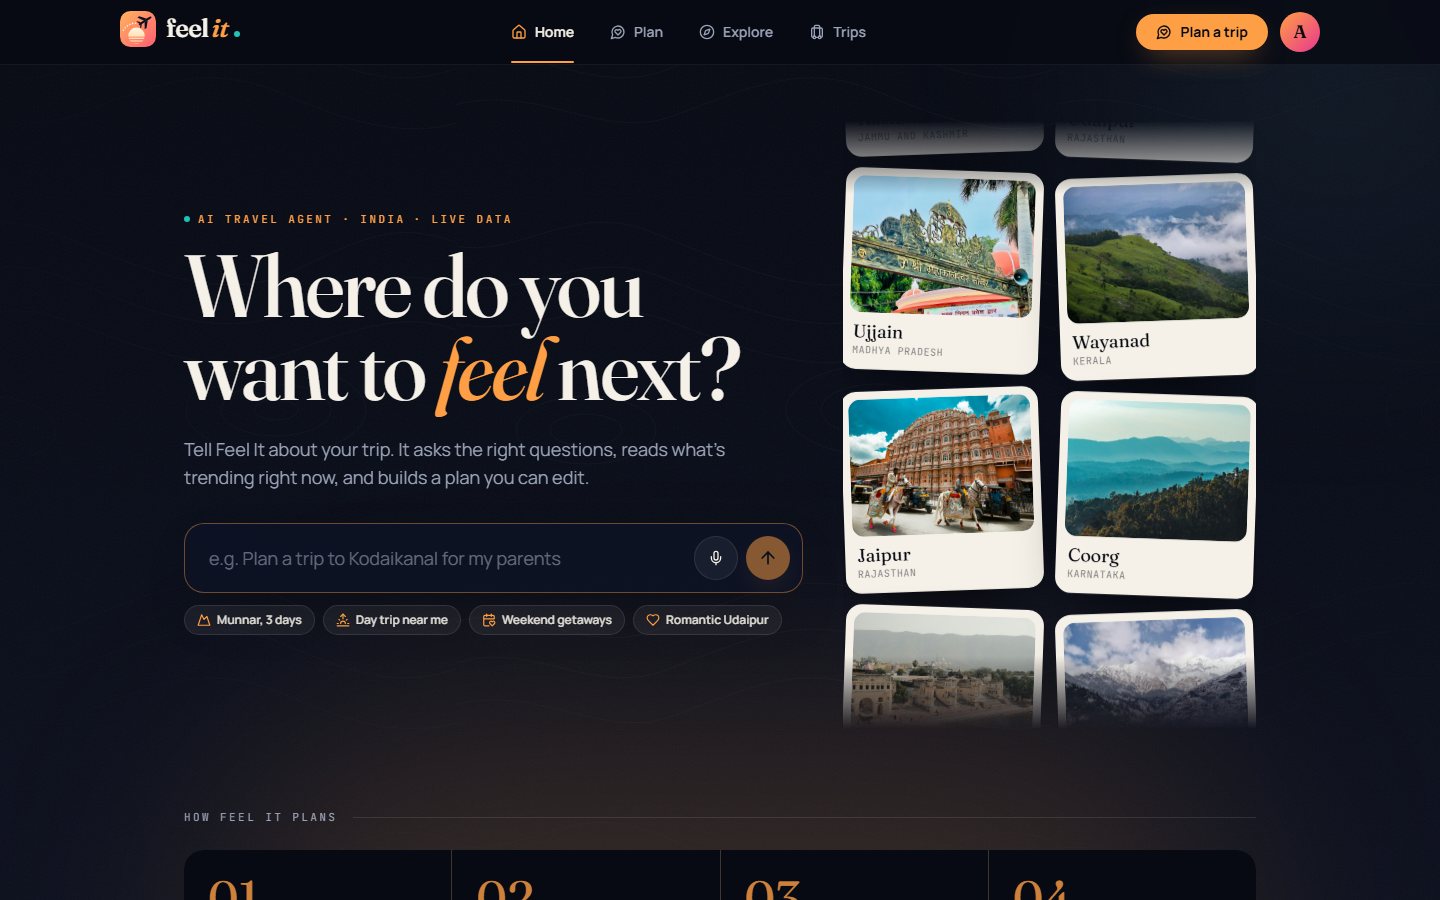 feel it
Home
Plan
Explore
Trips
Plan a trip
A
AI TRAVEL AGENT · INDIA · LIVE DATA
Where do you
want to feel next?
Tell Feel It about your trip. It asks the right questions, reads what's
trending right now, and builds a plan you can edit.
e.g. Plan a trip to Kodaikanal for my parents
Munnar, 3 days
Day trip near me
Weekend getaways
Romantic Udaipur
JAMMU AND KASHMIR
RAJASTHAN
Ujjain
MADHYA PRADESH
Wayanad
KERALA
Jaipur
RAJASTHAN
Coorg
KARNATAKA
HOW FEEL IT PLANS
01
02
03
04